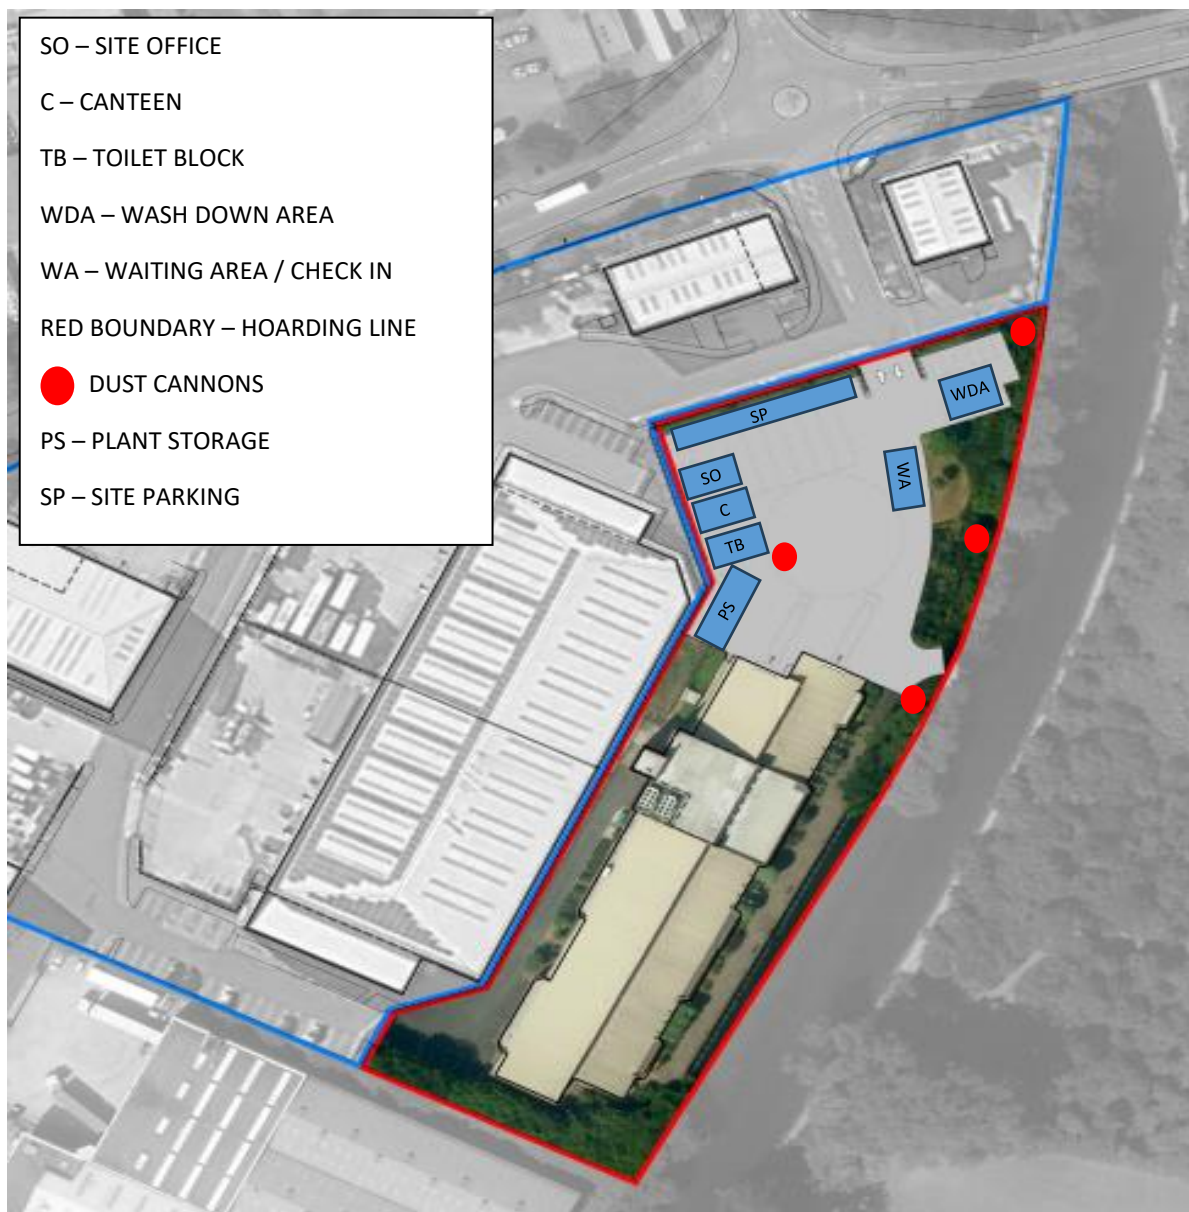 SO – SITE OFFICE
C – CANTEEN
TB – TOILET BLOCK
WDA – WASH DOWN AREA
WA – WAITING AREA / CHECK IN
RED BOUNDARY – HOARDING LINE
DUST CANNONS
PS – PLANT STORAGE
SP – SITE PARKING
WDA
SP
WA
SO
C
TB
PS